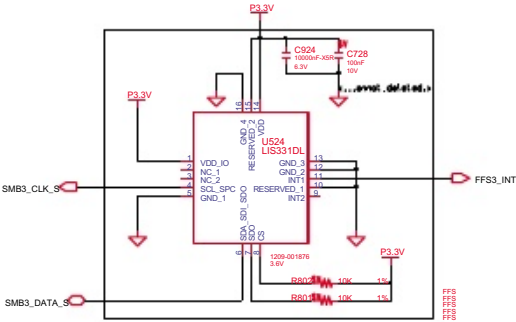 P3.3V
C924
10000nF-X5R
6.3V
C728
100nF
10V
P3.3V
16
15
14
GND_4
RESERVED_2
VDD
U524
LIS331DL
1
VDD_IO
GND_3
13
2
NC_1
GND_2
12
3
NC_2
INT1
11
4
SCL_SPC
RESERVED_1
10
5
GND_1
INT2
9
SMB3_CLK_S
FFS3_INT
SDA_SDI_SDO
SDO
CS
6
7
8
1209-001876
3.6V
P3.3V
R802
10K
1%
R801
10K
1%
SMB3_DATA_S
FFS
FFS
FFS
FFS
FFS